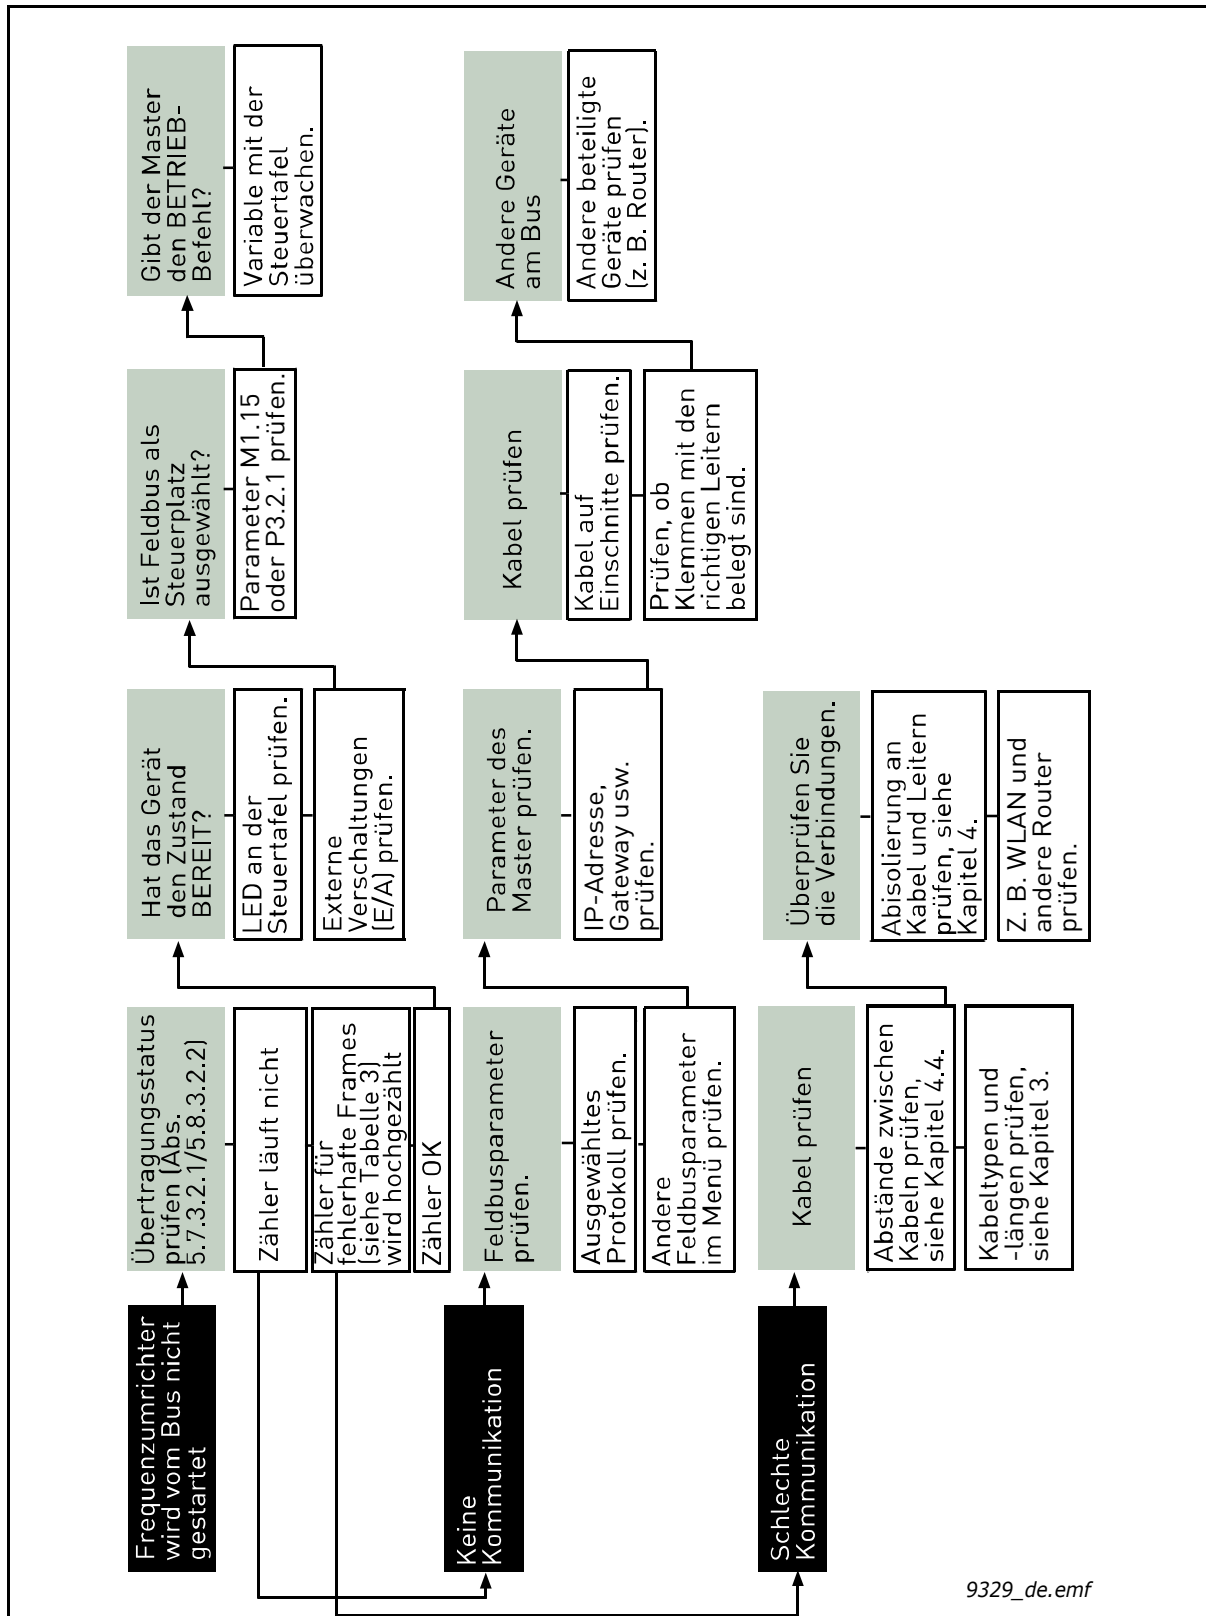 Frequenzumrichter
wird vom Bus nicht
gestartet
Übertragungsstatus
prüfen (Abs.
5.7.3.2.1/5.8.3.2.2)
Zähler läuft nicht
Zähler für
fehlerhafte Frames
(siehe Tabelle 3)
wird hochgezählt
Zähler OK
Hat das Gerät
den Zustand
BEREIT?
LED an der
Steuertafel prüfen.
Externe
Verschaltungen
(E/A) prüfen.
Ist Feldbus als
Steuerplatz
ausgewählt?
Parameter M1.15
oder P3.2.1 prüfen.
Gibt der Master
den BETRIEB-
Befehl?
Variable mit der
Steuertafel
überwachen.
Keine
Kommunikation
Feldbusparameter
prüfen.
Ausgewähltes
Protokoll prüfen.
Andere
Feldbusparameter
im Menü prüfen.
Parameter des
Master prüfen.
IP-Adresse,
Gateway usw.
prüfen.
Kabel prüfen
Kabel auf
Einschnitte prüfen.
Prüfen, ob
Klemmen mit den
richtigen Leitern
belegt sind.
Andere Geräte
am Bus
Andere beteiligte
Geräte prüfen
(z. B. Router).
Schlechte
Kommunikation
Kabel prüfen
Abstände zwischen
Kabeln prüfen,
siehe Kapitel 4.4.
Kabeltypen und
-längen prüfen,
siehe Kapitel 3.
Überprüfen Sie
die Verbindungen.
Abisolierung an
Kabel und Leitern
prüfen, siehe
Kapitel 4.
Z. B. WLAN und
andere Router
prüfen.
9329_de.emf